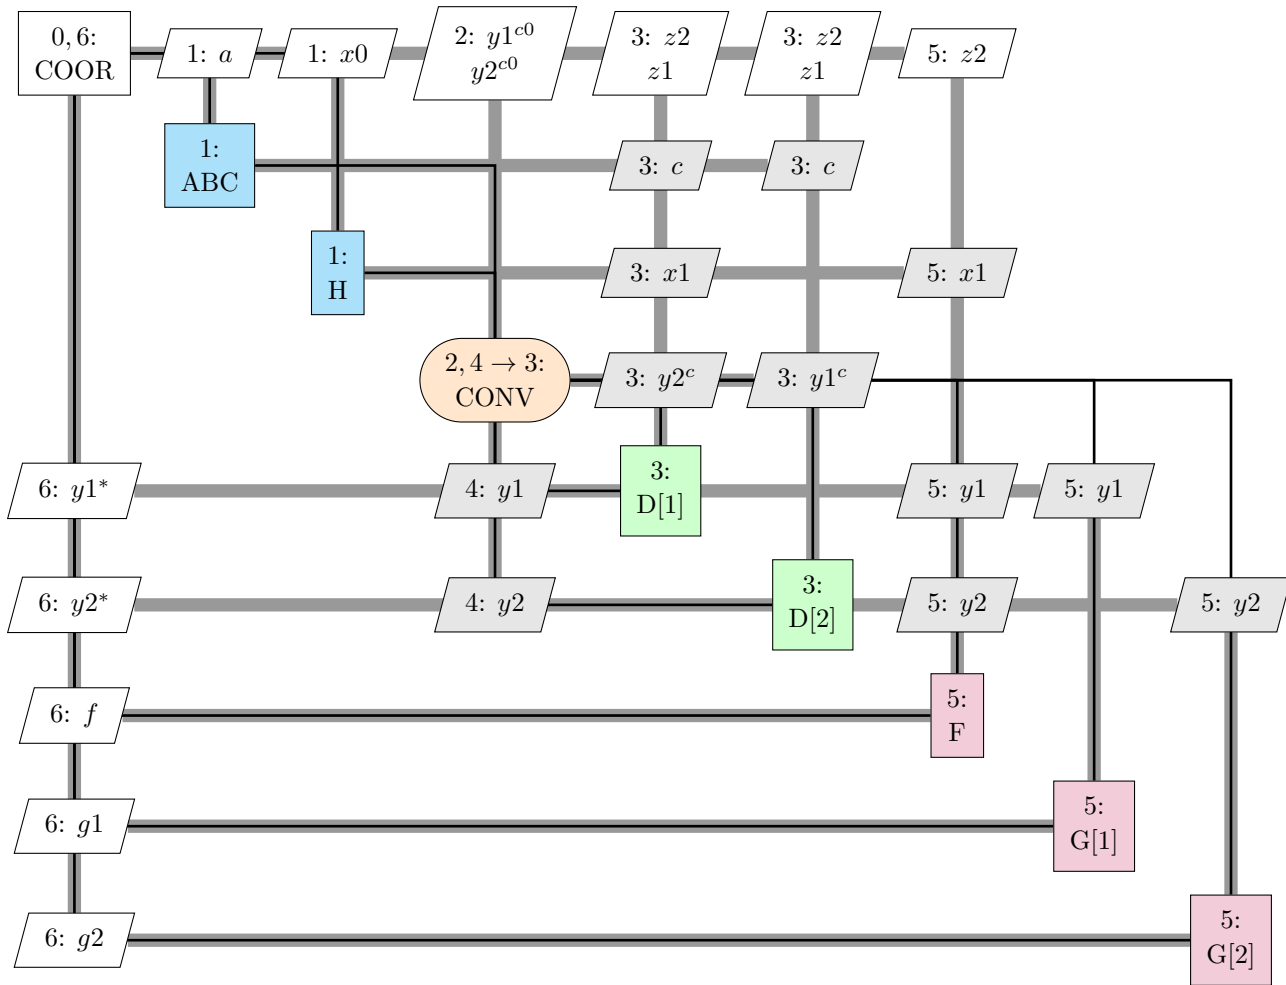 0, 6:
COOR
1: a
1: x0
2: y1^{c0}
y2^{c0}
3: z2
z1
3: z2
z1
5: z2
1:
ABC
3: c
3: c
1:
H
3: x1
5: x1
2, 4 → 3:
CONV
3: y2^c
3: y1^c
6: y1*
4: y1
3:
D[1]
5: y1
5: y1
6: y2*
4: y2
3:
D[2]
5: y2
5: y2
6: f
5:
F
6: g1
5:
G[1]
6: g2
5:
G[2]